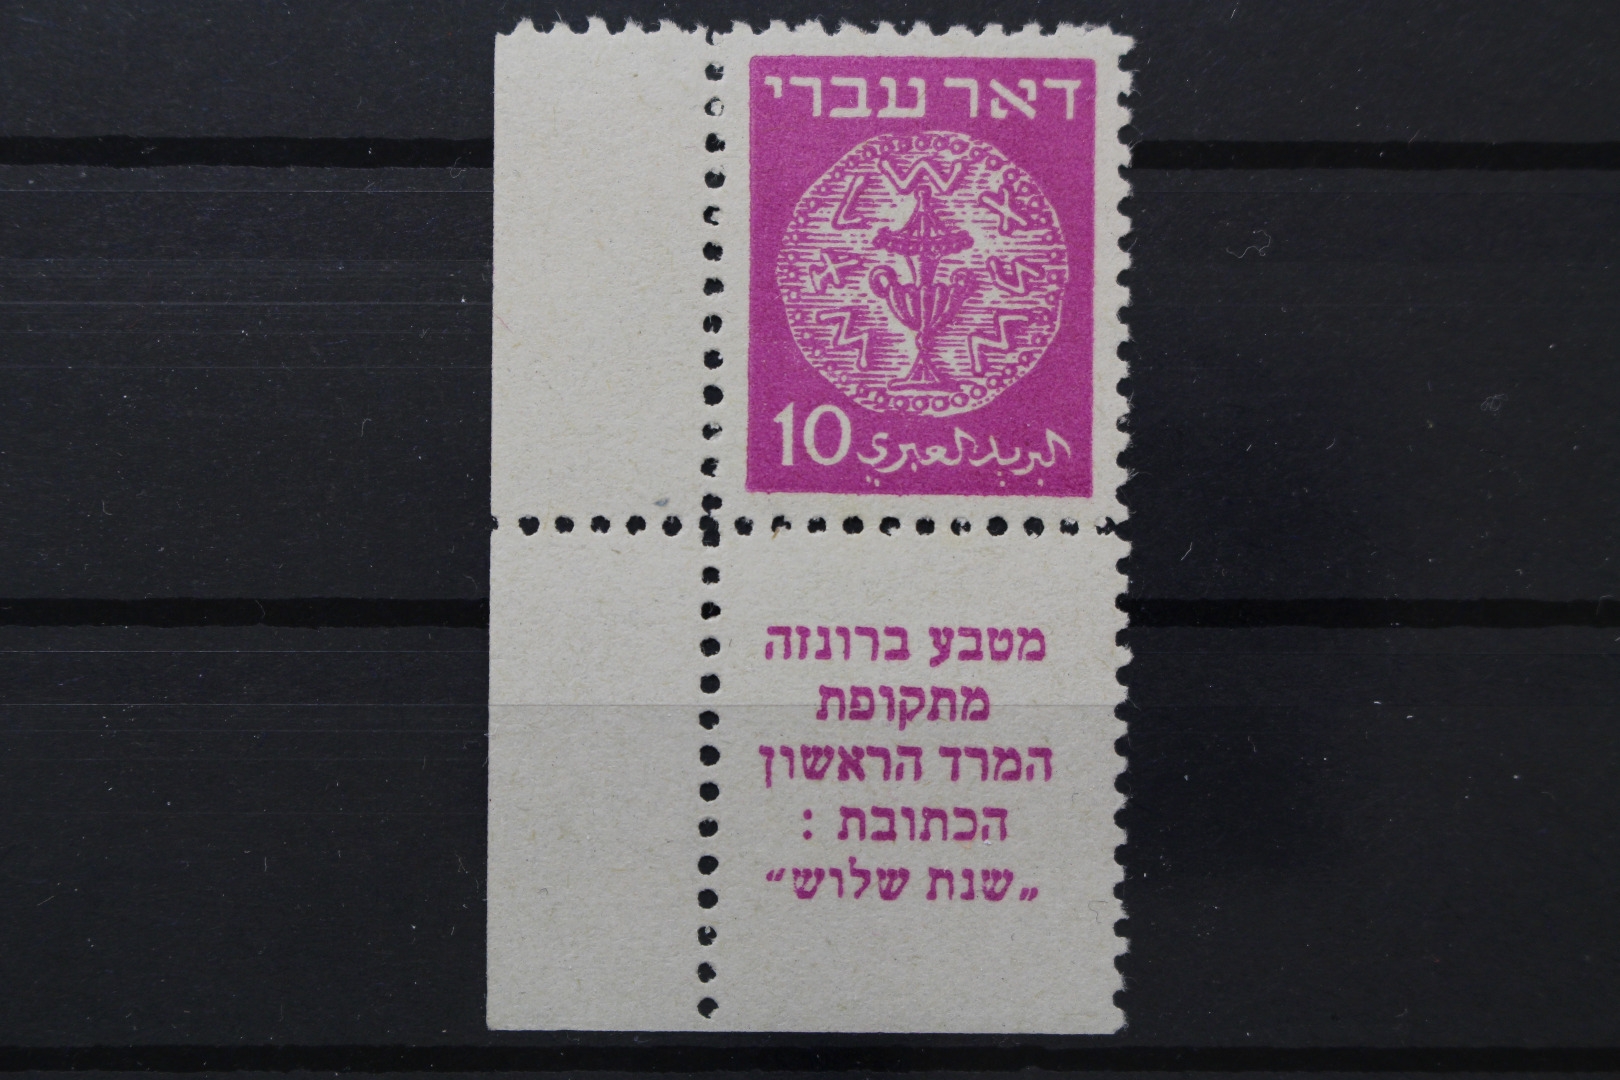 דאר עברי
10 البريد العبري
מטבע ברונזה
מתקופת
המרד הראשון
הכתובת :
„שנת שלוש“